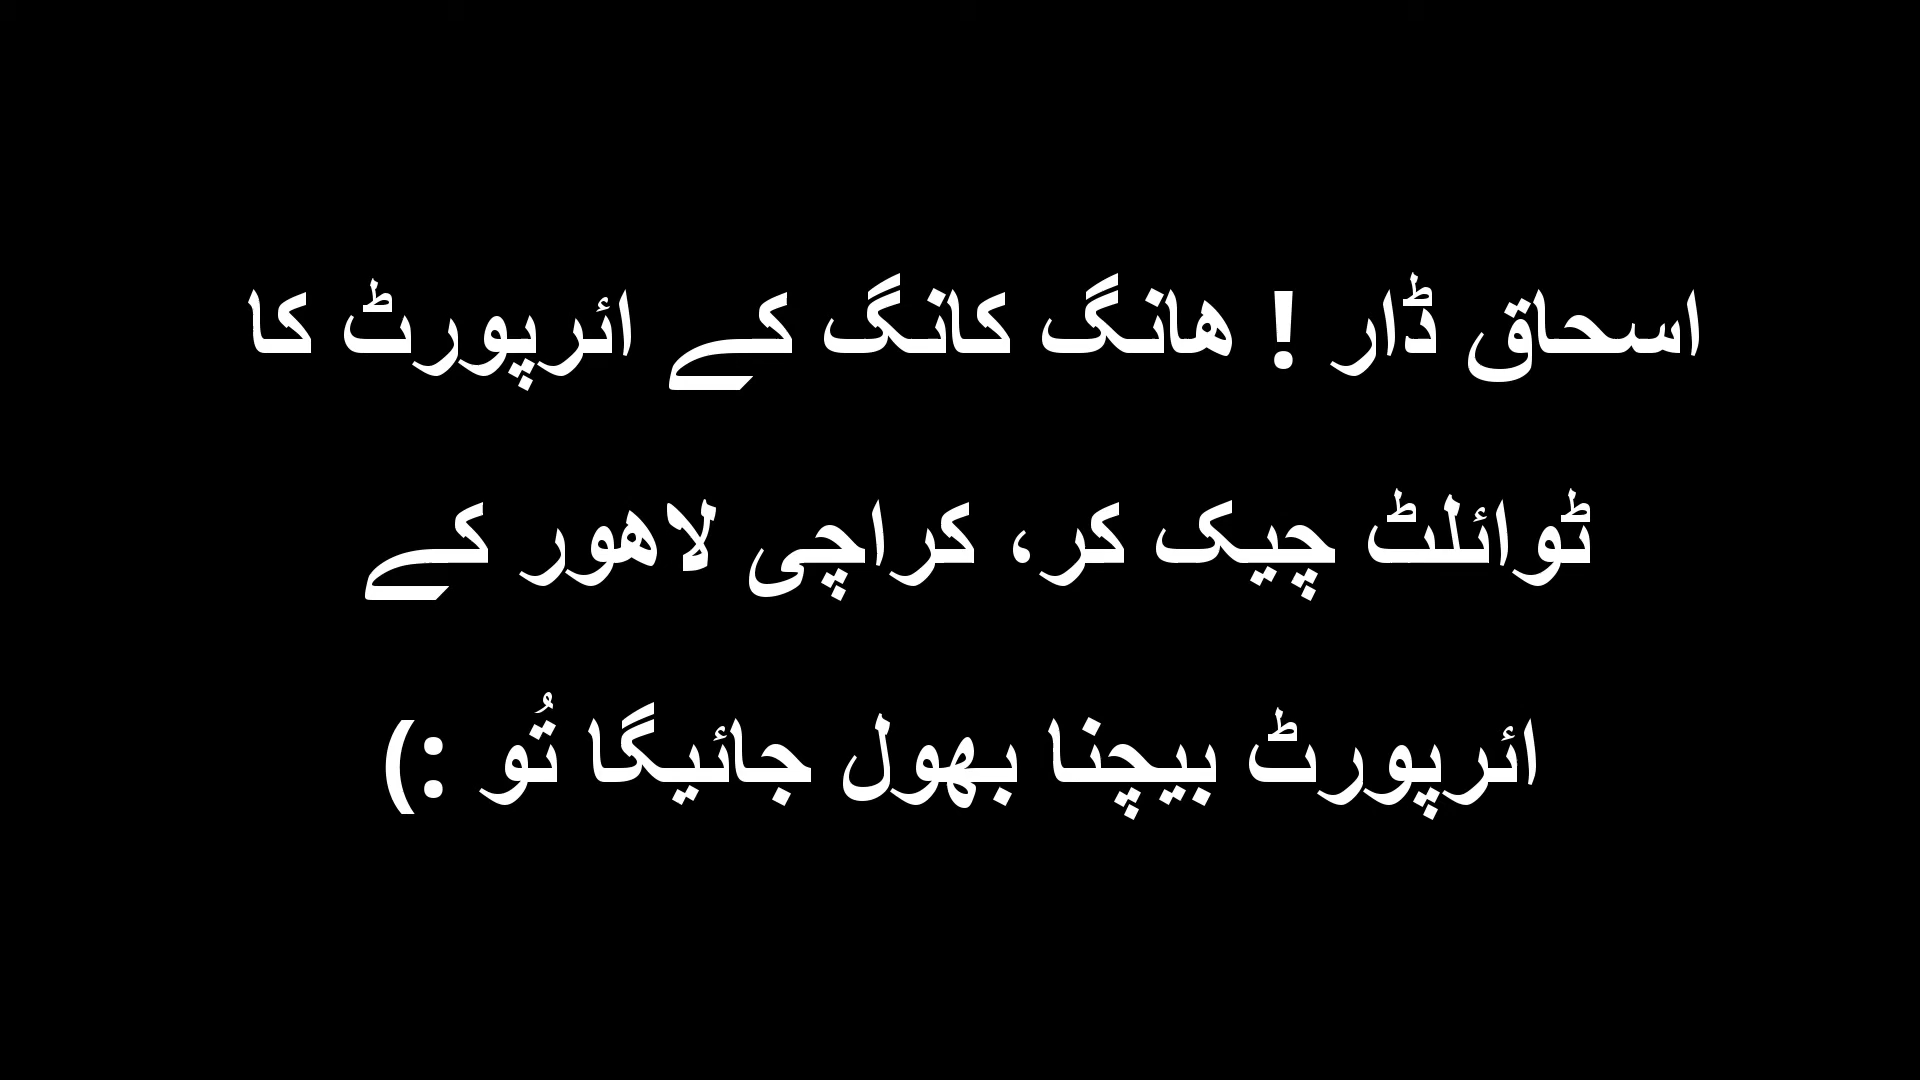 اسحاق ڈار ! ھانگ کانگ کے ائرپورٹ کا
ٹوائلٹ چیک کر، کراچی لاھور کے
ائرپورٹ بیچنا بھول جائیگا تُو :)